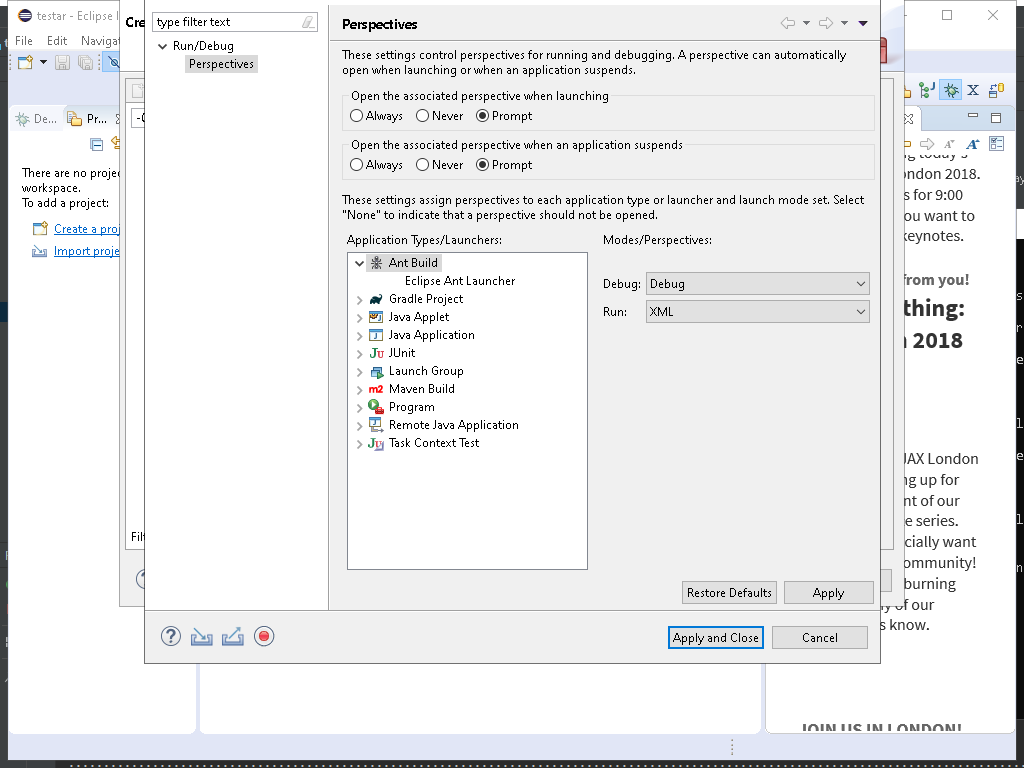 testar - Eclipse I
File Edit Navigat
Cre
type filter text
Run/Debug
Perspectives
Perspectives
These settings control perspectives for running and debugging. A perspective can automatically
open when launching or when an application suspends.
Open the associated perspective when launching
Always Never Prompt
Open the associated perspective when an application suspends
Always Never Prompt
These settings assign perspectives to each application type or launcher and launch mode set. Select
"None" to indicate that a perspective should not be opened.
Application Types/Launchers:
Modes/Perspectives:
Ant Build
Eclipse Ant Launcher
Gradle Project
Java Applet
Java Application
JUnit
Launch Group
Maven Build
Program
Remote Java Application
Task Context Test
Debug: Debug
Run: XML
Restore Defaults Apply
Apply and Close Cancel
De... Pr...
There are no proje
workspace.
To add a project:
Create a proj
Import proje
Filt
ng today's
ondon 2018.
s for 9:00
ou want to
keynotes.
from you!
thing:
2018
JAX London
ng up for
nt of our
e series.
cially want
ommunity!
burning
y of our
s know.
JOIN US IN LONDON!